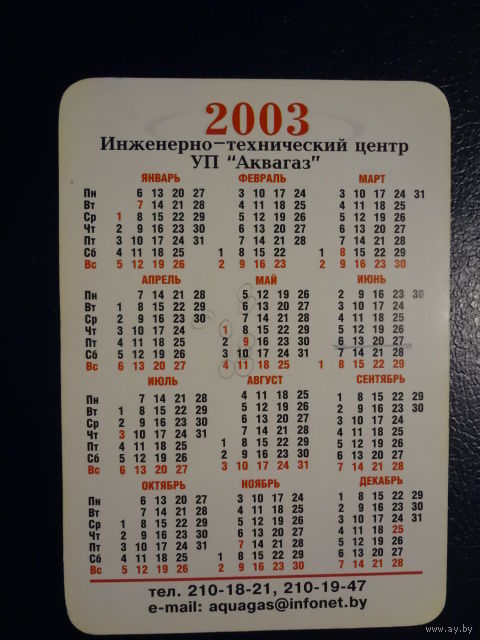 2003
Инженерно-технический центр
УП "Аквагаз"
ЯНВАРЬ ФЕВРАЛЬ МАРТ
Пн 6 13 20 27 3 10 17 24 3 10 17 24 31
Вт 7 14 21 28 4 11 18 25 4 11 18 25
Ср 1 8 15 22 29 5 12 19 26 5 12 19 26
Чт 2 9 16 23 30 6 13 20 27 6 13 20 27
Пт 3 10 17 24 31 7 14 21 28 7 14 21 28
Сб 4 11 18 25 1 8 15 22 1 8 15 22 29
Вс 5 12 19 26 2 9 16 23 2 9 16 23 30
АПРЕЛЬ МАЙ ИЮНЬ
Пн 7 14 21 28 5 12 19 26 2 9 16 23 30
Вт 1 8 15 22 29 6 13 20 27 3 10 17 24
Ср 2 9 16 23 30 7 14 21 28 4 11 18 25
Чт 3 10 17 24 1 8 15 22 29 5 12 19 26
Пт 4 11 18 25 2 9 16 23 30 6 13 20 27
Сб 5 12 19 26 3 10 17 24 31 7 14 21 28
Вс 6 13 20 27 4 11 18 25 1 8 15 22 29
ИЮЛЬ АВГУСТ СЕНТЯБРЬ
Пн 7 14 21 28 4 11 18 25 1 8 15 22 29
Вт 1 8 15 22 29 5 12 19 26 2 9 16 23 30
Ср 2 9 16 23 30 6 13 20 27 3 10 17 24
Чт 3 10 17 24 31 7 14 21 28 4 11 18 25
Пт 4 11 18 25 1 8 15 22 29 5 12 19 26
Сб 5 12 19 26 2 9 16 23 30 6 13 20 27
Вс 6 13 20 27 3 10 17 24 31 7 14 21 28
ОКТЯБРЬ НОЯБРЬ ДЕКАБРЬ
Пн 6 13 20 27 3 10 17 24 1 8 15 22 29
Вт 7 14 21 28 4 11 18 25 2 9 16 23 30
Ср 1 8 15 22 29 5 12 19 26 3 10 17 24 31
Чт 2 9 16 23 30 6 13 20 27 4 11 18 25
Пт 3 10 17 24 31 7 14 21 28 5 12 19 26
Сб 4 11 18 25 1 8 15 22 29 6 13 20 27
Вс 5 12 19 26 2 9 16 23 30 7 14 21 28
тел. 210-18-21, 210-19-47
e-mail: aquagas@infonet.by
www.ay.by